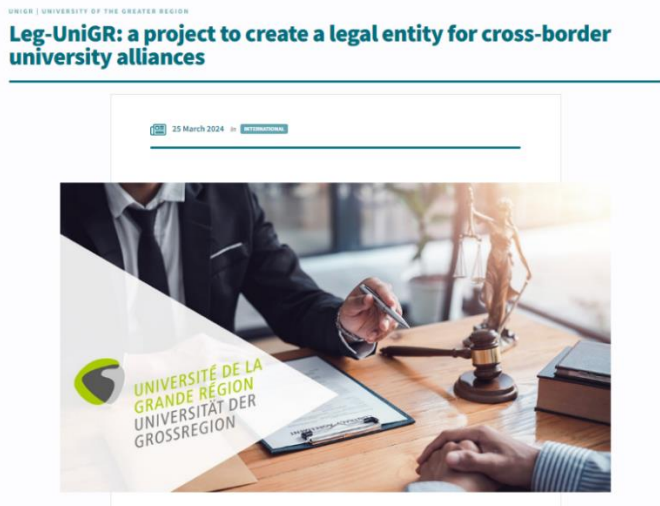 UNIGR | UNIVERSITY OF THE GREATER REGION
Leg-UniGR: a project to create a legal entity for cross-border
university alliances
25 March 2024 in INTERNATIONAL
UNIVERSITÉ DE LA
GRANDE RÉGION
UNIVERSITÄT DER
GROSSREGION